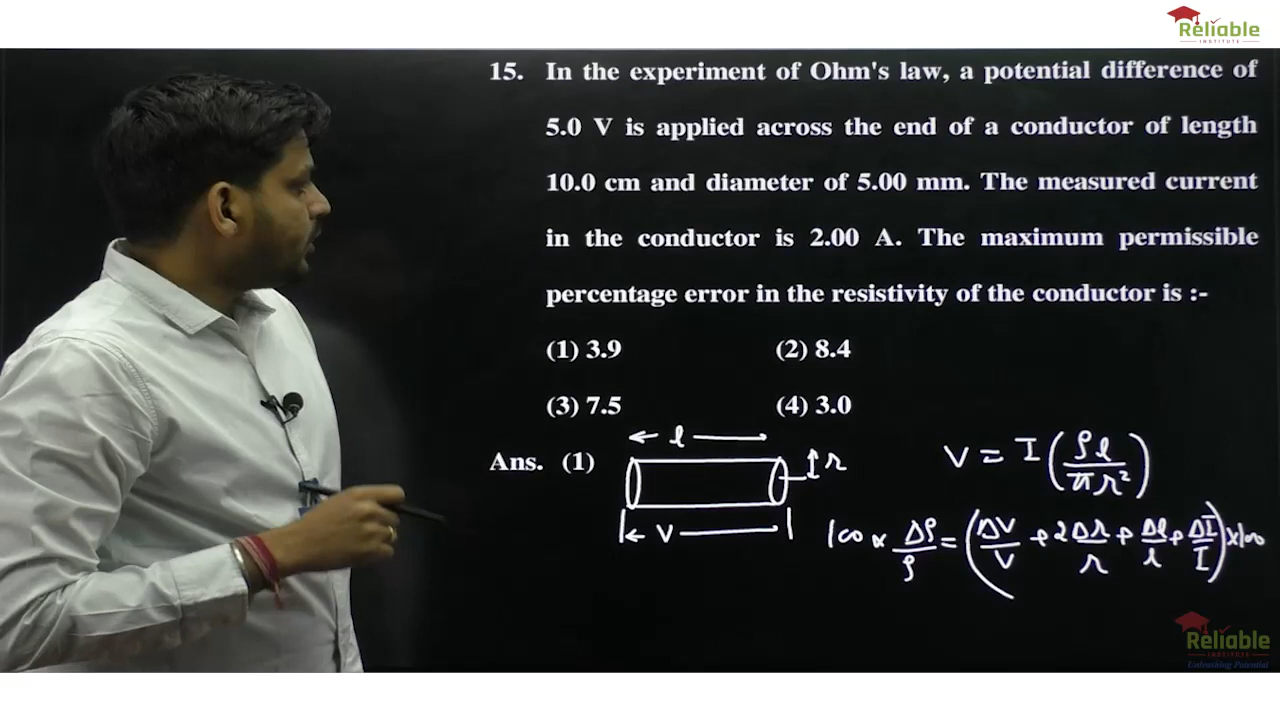 Reliable
INSTITUTE
15. In the experiment of Ohm's law, a potential difference of
5.0 V is applied across the end of a conductor of length
10.0 cm and diameter of 5.00 mm. The measured current
in the conductor is 2.00 A. The maximum permissible
percentage error in the resistivity of the conductor is :-
(1) 3.9 (2) 8.4
(3) 7.5 (4) 3.0
Ans. (1)
l
r
V
V = I (ρl/πr²)
100 × Δρ/ρ = (ΔV/V + 2Δr/r + Δl/l + ΔI/I) × 100
Reliable
INSTITUTE
Unleashing Potential